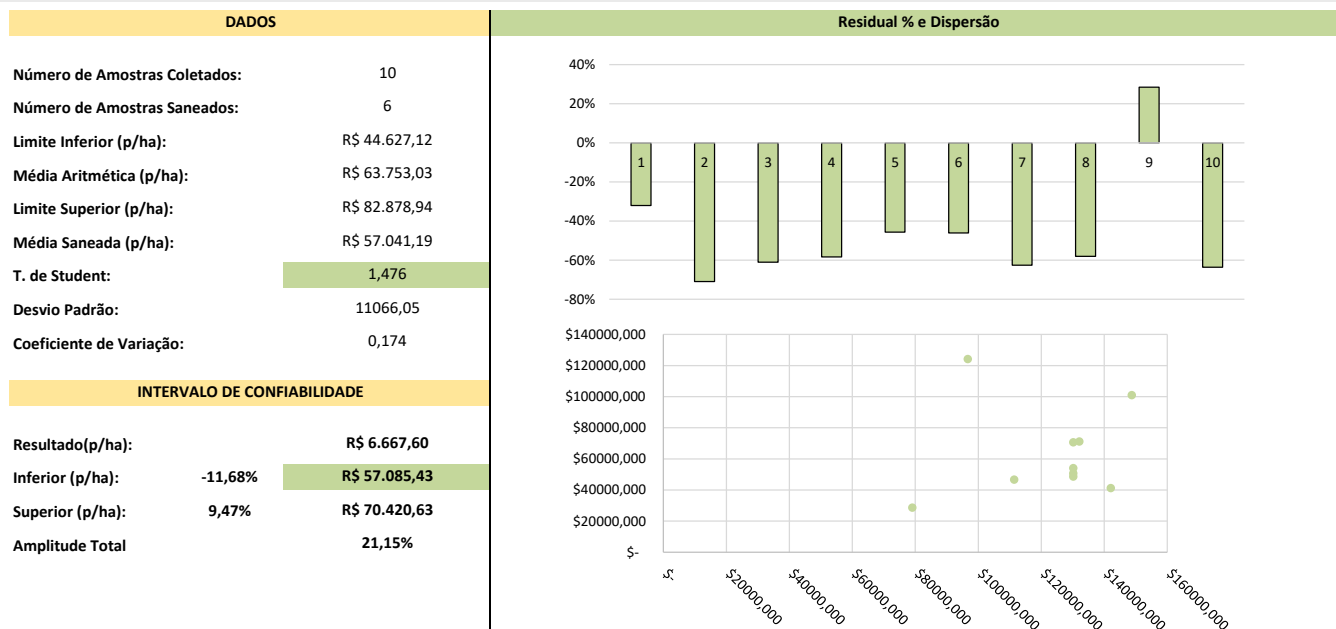 DADOS
Número de Amostras Coletados: 10
Número de Amostras Saneados: 6
Limite Inferior (p/ha): R$ 44.627,12
Média Aritmética (p/ha): R$ 63.753,03
Limite Superior (p/ha): R$ 82.878,94
Média Saneada (p/ha): R$ 57.041,19
T. de Student: 1,476
Desvio Padrão: 11066,05
Coeficiente de Variação: 0,174
INTERVALO DE CONFIABILIDADE
Resultado(p/ha): R$ 6.667,60
Inferior (p/ha): -11,68% R$ 57.085,43
Superior (p/ha): 9,47% R$ 70.420,63
Amplitude Total 21,15%
Residual % e Dispersão
40%
20%
0%
-20%
-40%
-60%
-80%
1 2 3 4 5 6 7 8 9 10
$140000,000
$120000,000
$100000,000
$80000,000
$60000,000
$40000,000
$20000,000
$-
$- $20000,000 $40000,000 $60000,000 $80000,000 $100000,000 $120000,000 $140000,000 $160000,000